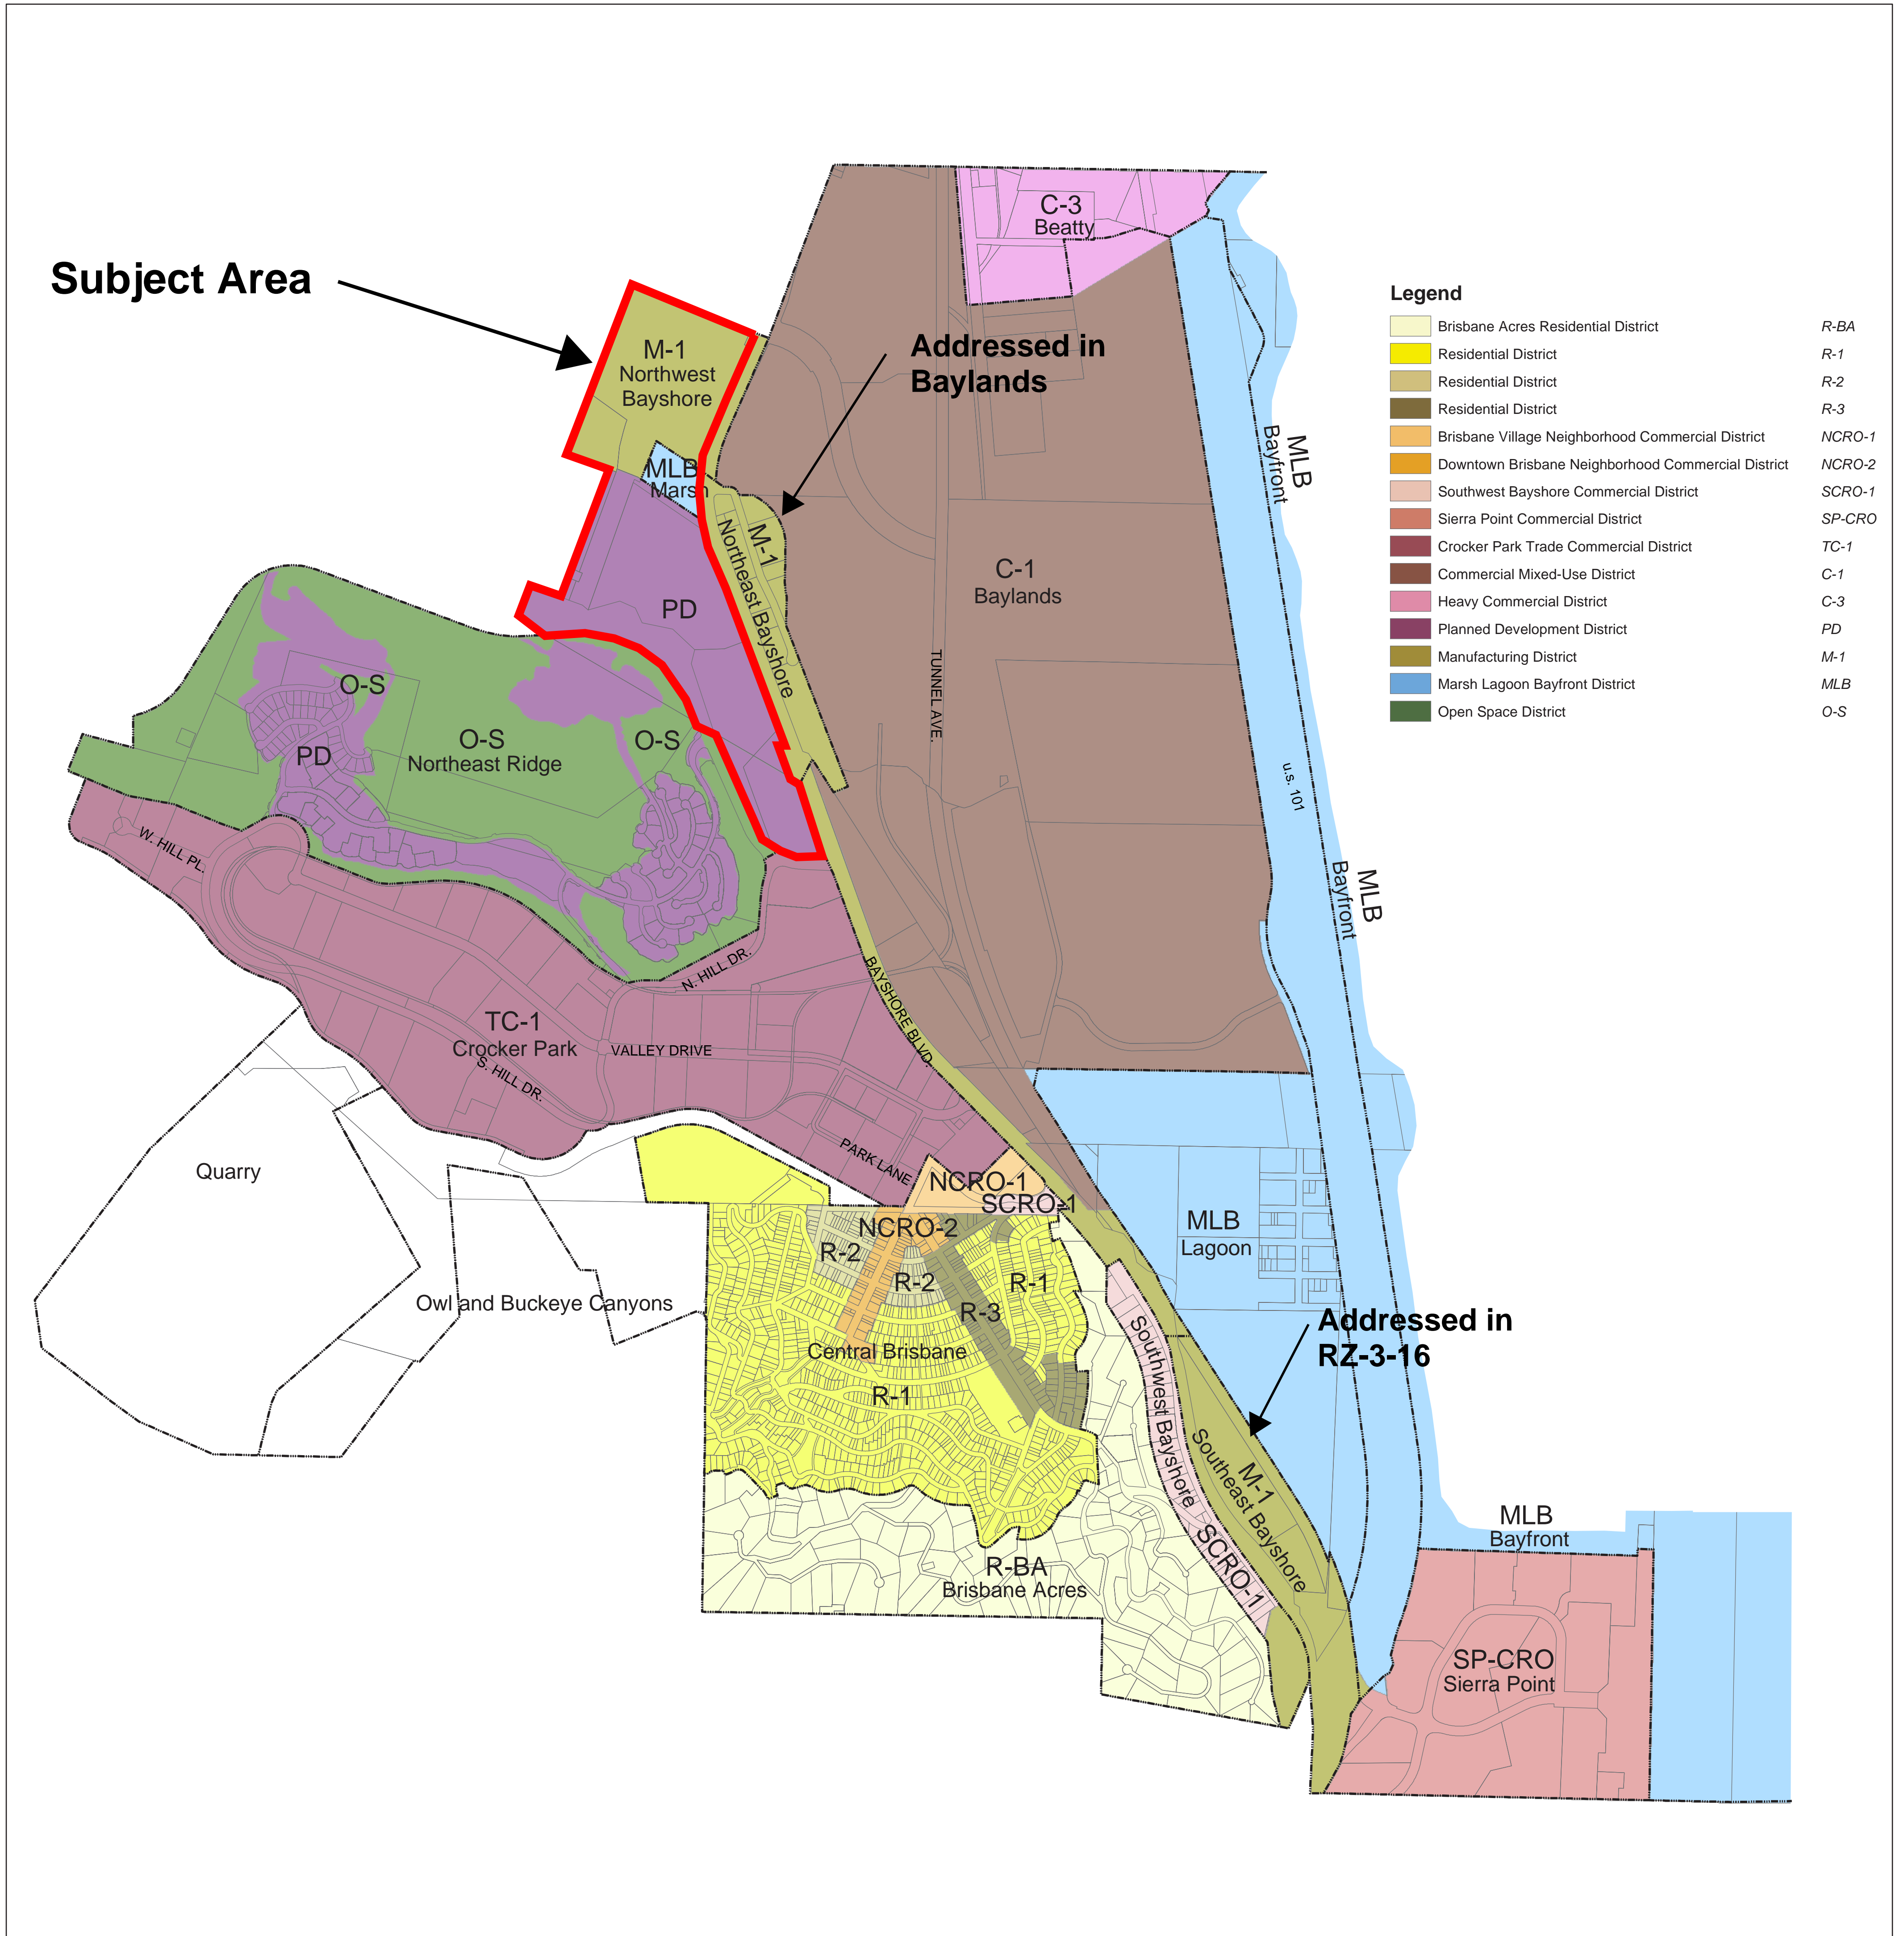 C-3
Beatty
Subject Area
M-1
Northwest
Bayshore
Addressed in
Baylands
Legend
Brisbane Acres Residential District R-BA
Residential District R-1
Residential District R-2
Residential District R-3
Brisbane Village Neighborhood Commercial District NCRO-1
Downtown Brisbane Neighborhood Commercial District NCRO-2
Southwest Bayshore Commercial District SCRO-1
Sierra Point Commercial District SP-CRO
Crocker Park Trade Commercial District TC-1
Commercial Mixed-Use District C-1
Heavy Commercial District C-3
Planned Development District PD
Manufacturing District M-1
Marsh Lagoon Bayfront District MLB
Open Space District O-S
MLB
Bayfront
MLB
Marsh
M-1
Northeast Bayshore
C-1
Baylands
PD
TUNNEL AVE.
O-S
O-S
Northeast Ridge
O-S
PD
u.s. 101
W. HILL PL.
MLB
Bayfront
N. HILL DR.
BAYSHORE BLVD.
TC-1
Crocker Park
VALLEY DRIVE
S. HILL DR.
PARK LANE
Quarry
NCRO-1
SCRO-1
NCRO-2
MLB
Lagoon
R-2
R-2
R-1
R-3
Owl and Buckeye Canyons
Addressed in
RZ-3-16
Central Brisbane
R-1
Southwest Bayshore
SCRO-1
M-1
Southeast Bayshore
MLB
Bayfront
R-BA
Brisbane Acres
SP-CRO
Sierra Point